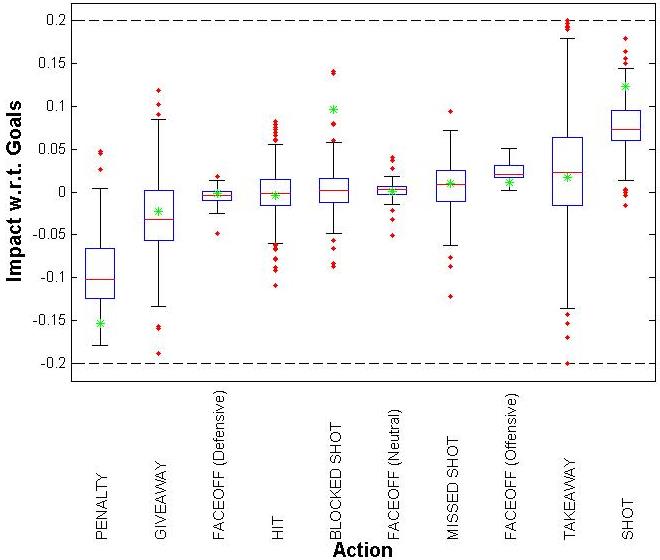 Impact w.r.t. Goals
0.2
0.15
0.1
0.05
0
-0.05
-0.1
-0.15
-0.2
PENALTY
GIVEAWAY
FACEOFF (Defensive)
HIT
BLOCKED SHOT
FACEOFF (Neutral)
MISSED SHOT
FACEOFF (Offensive)
TAKEAWAY
SHOT
Action